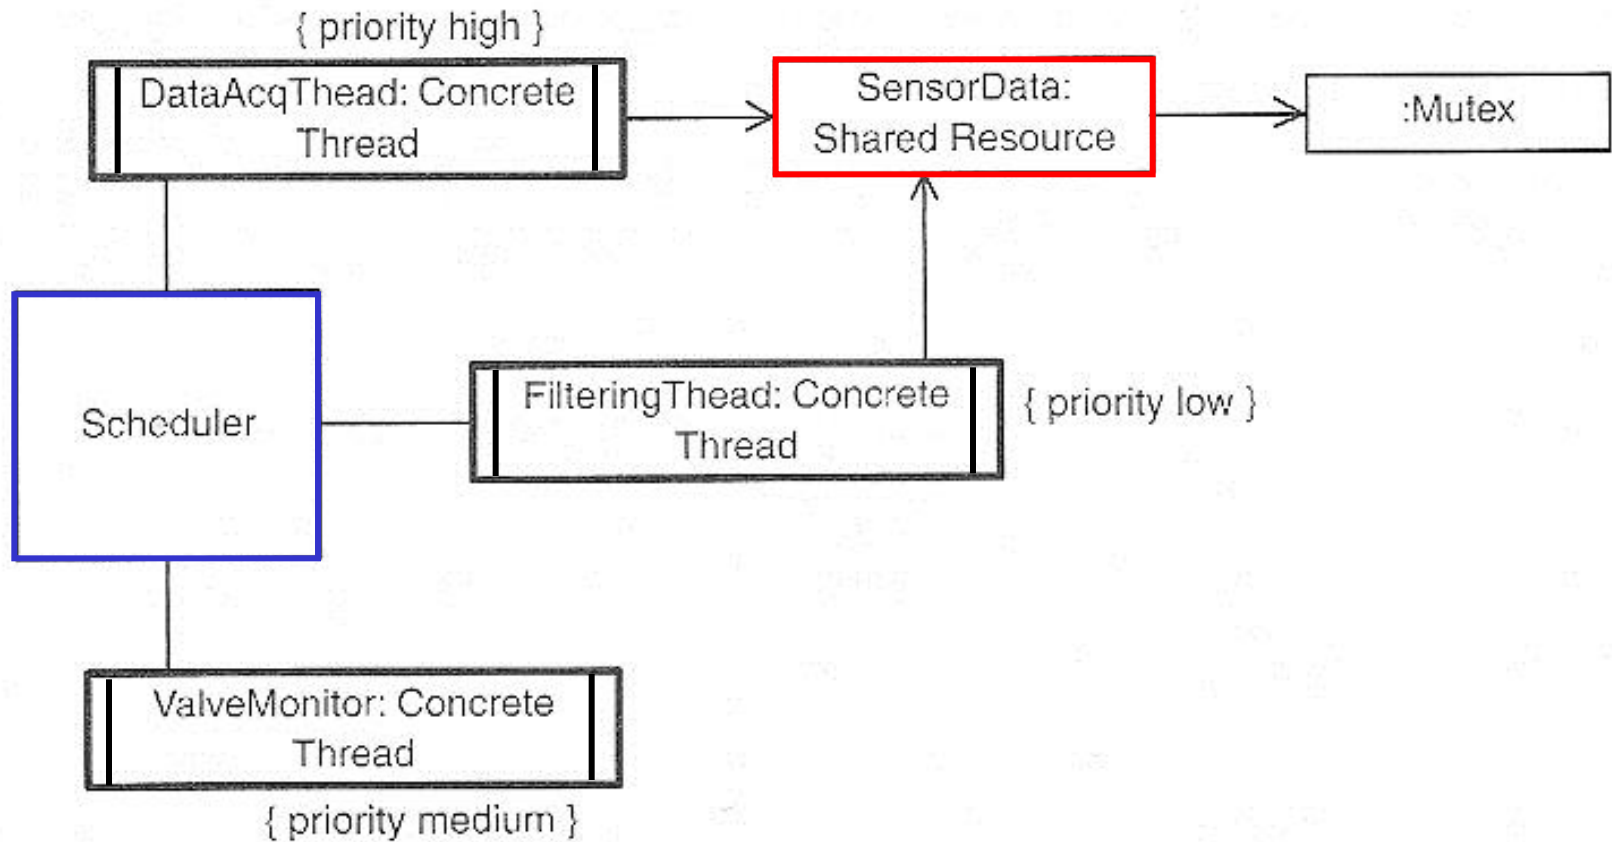 { priority high }
DataAcqThead: Concrete
Thread
SensorData:
Shared Resource
:Mutex
Scheduler
FilteringThead: Concrete
Thread
{ priority low }
ValveMonitor: Concrete
Thread
{ priority medium }